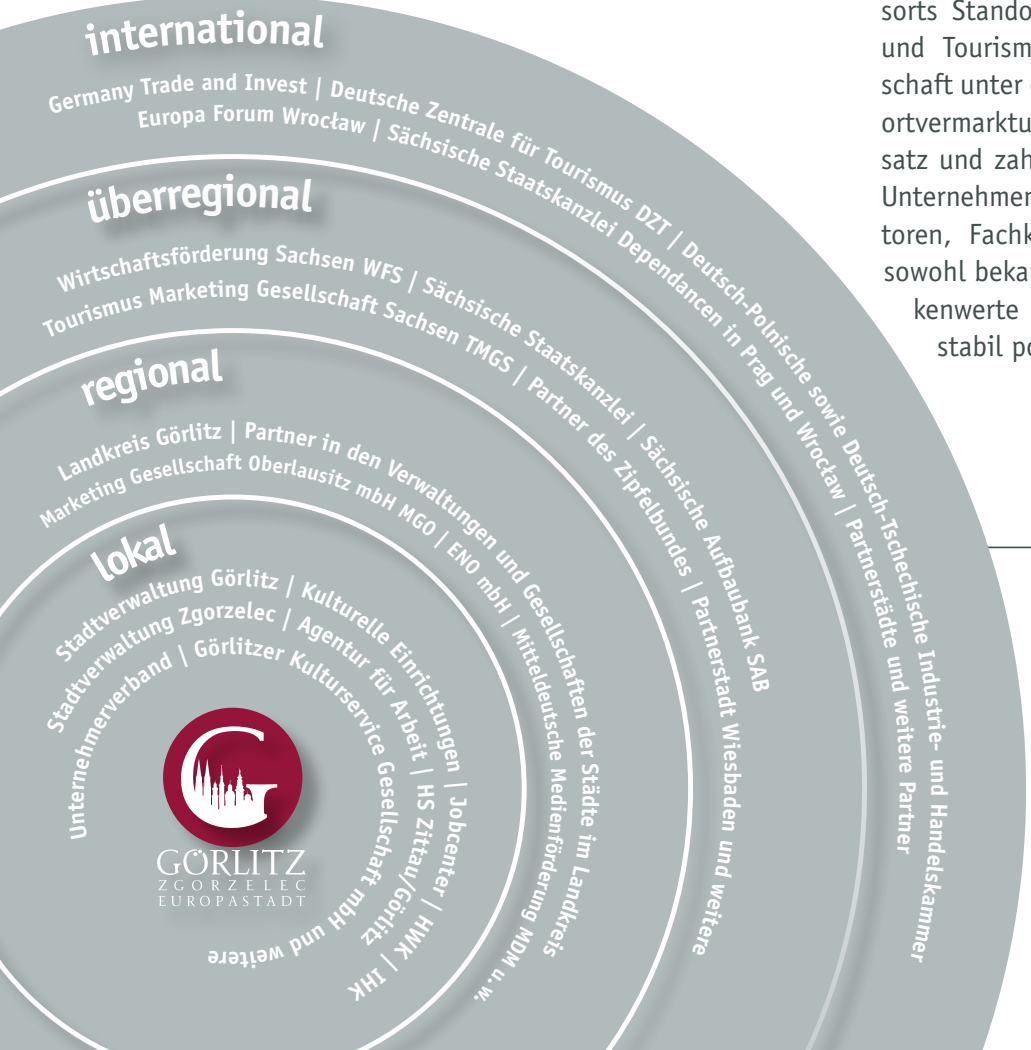 international
Germany Trade and Invest | Deutsche Zentrale für Tourismus DZT | Deutsch-Polnische sowie Deutsch-Tschechische Industrie- und Handelskammer
Europa Forum Wrocław | Sächsische Staatskanzlei Dependancen in Prag und Wrocław | Partnerstädte und weitere Partner
überregional
Wirtschaftsförderung Sachsen WFS | Sächsische Staatskanzlei | Sächsische Aufbaubank SAB
Tourismus Marketing Gesellschaft Sachsen TMGS | Partner des Zipfelbundes | Partnerstadt Wiesbaden und weitere
regional
Landkreis Görlitz | Partner in den Verwaltungen und Gesellschaften der Städte im Landkreis
Marketing Gesellschaft Oberlausitz mbH MGO | ENO mbH | Mitteldeutsche Medienförderung MDM u.w.
lokal
Stadtverwaltung Görlitz | Kulturelle Einrichtungen | Jobcenter | HWK | IHK
Stadtverwaltung Zgorzelec | Agentur für Arbeit | HS Zittau/Görlitz
Unternehmerverband | Görlitzer Kulturservice Gesellschaft mbH und weitere
G
GÖRLITZ
ZGORZELEC
EUROPASTADT
sorts Stando
und Tourism
schaft unter
ortvermarktu
satz und zah
Unternehmen
toren, Fachk
sowohl beka
kenwerte
stabil po